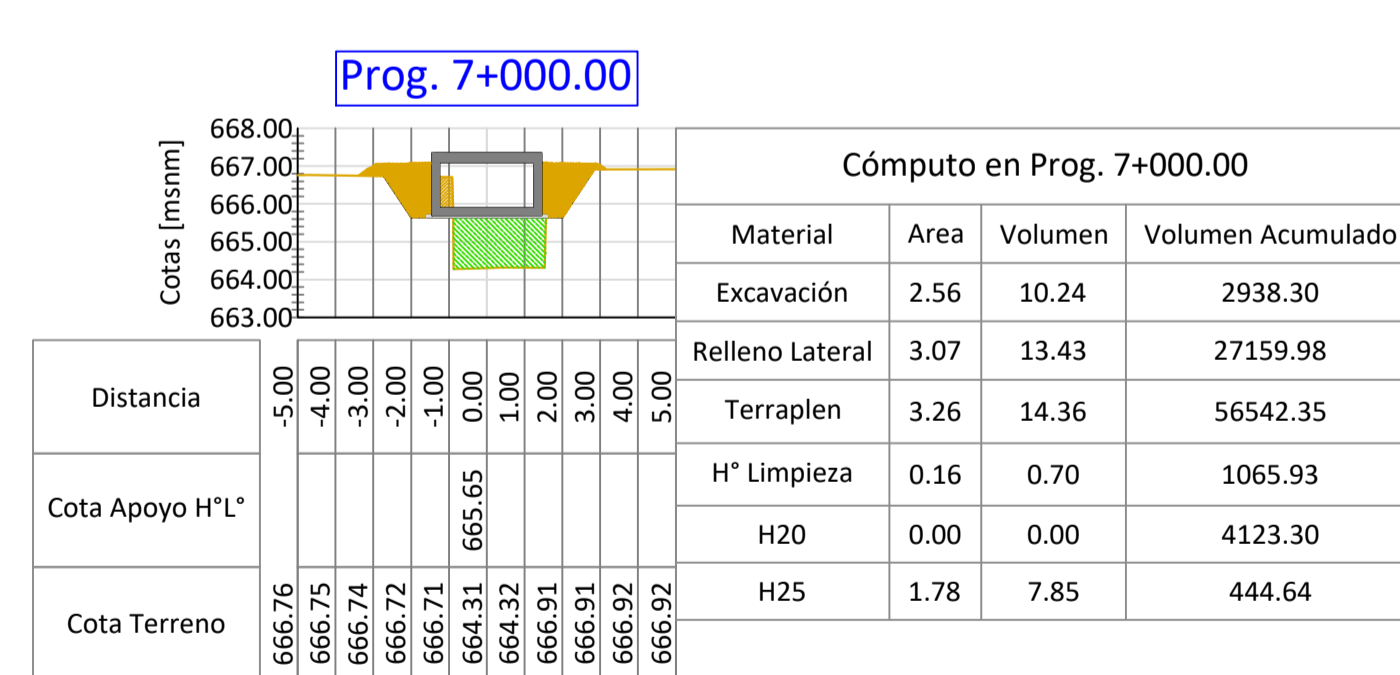 Prog. 7+000.00
Cotas [msnm]
668.00
667.00
666.00
665.00
664.00
663.00
Distancia -5.00 -4.00 -3.00 -2.00 -1.00 0.00 1.00 2.00 3.00 4.00 5.00
Cota Apoyo H°L° 665.65
Cota Terreno 666.76 666.75 666.74 666.72 666.71 664.31 664.32 666.91 666.91 666.92 666.92
Cómputo en Prog. 7+000.00
Material Area Volumen Volumen Acumulado
Excavación 2.56 10.24 2938.30
Relleno Lateral 3.07 13.43 27159.98
Terraplen 3.26 14.36 56542.35
H° Limpieza 0.16 0.70 1065.93
H20 0.00 0.00 4123.30
H25 1.78 7.85 444.64